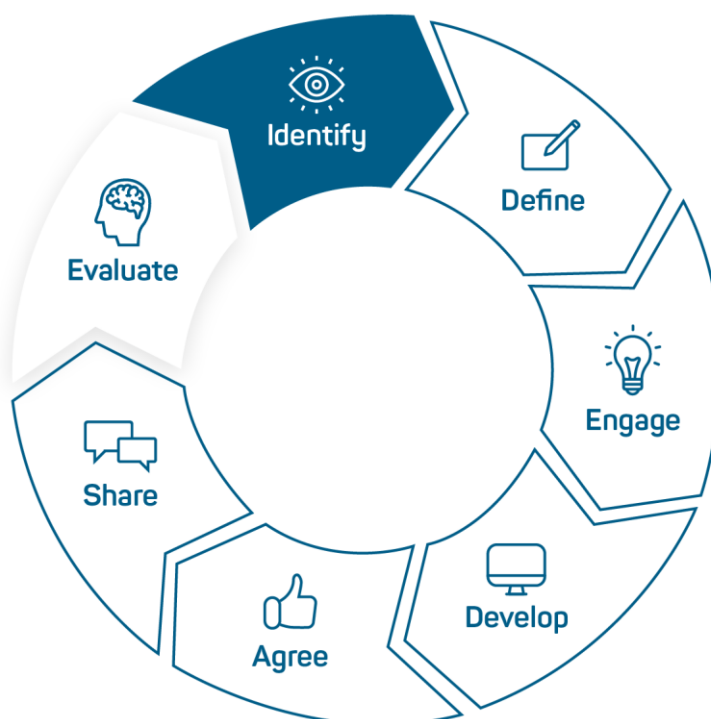 Identify
Define
Engage
Develop
Agree
Share
Evaluate